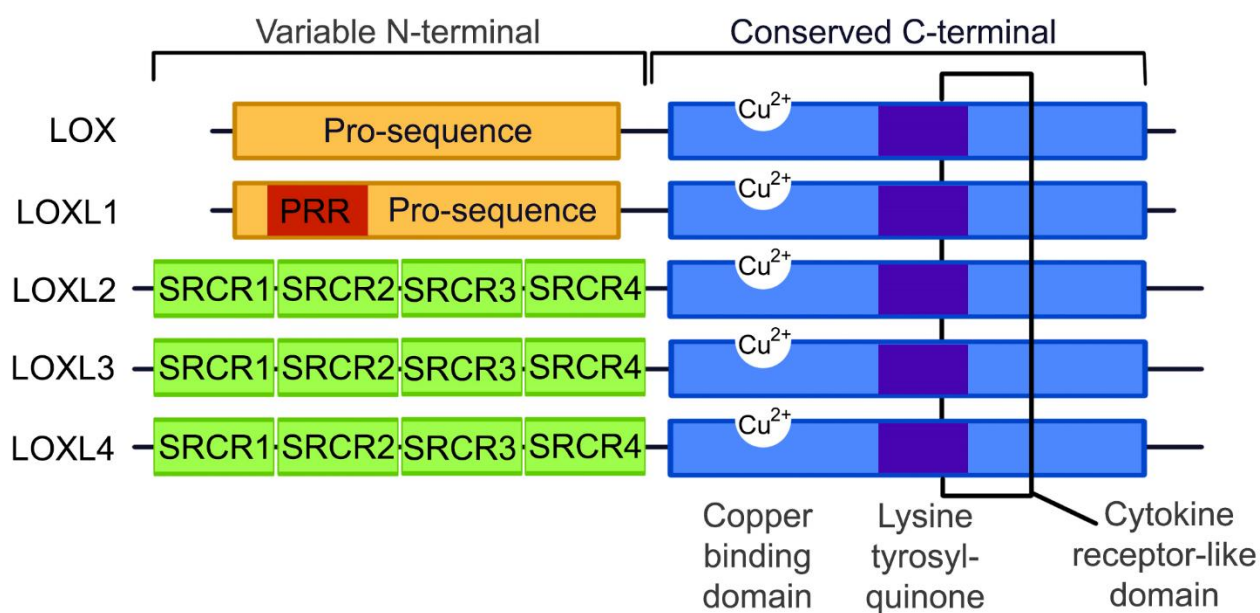 Variable N-terminal Conserved C-terminal
LOX Pro-sequence Cu2+
LOXL1 PRR Pro-sequence Cu2+
LOXL2 SRCR1 SRCR2 SRCR3 SRCR4 Cu2+
LOXL3 SRCR1 SRCR2 SRCR3 SRCR4 Cu2+
LOXL4 SRCR1 SRCR2 SRCR3 SRCR4 Cu2+
Copper
binding
domain
Lysine
tyrosyl-
quinone
Cytokine
receptor-like
domain